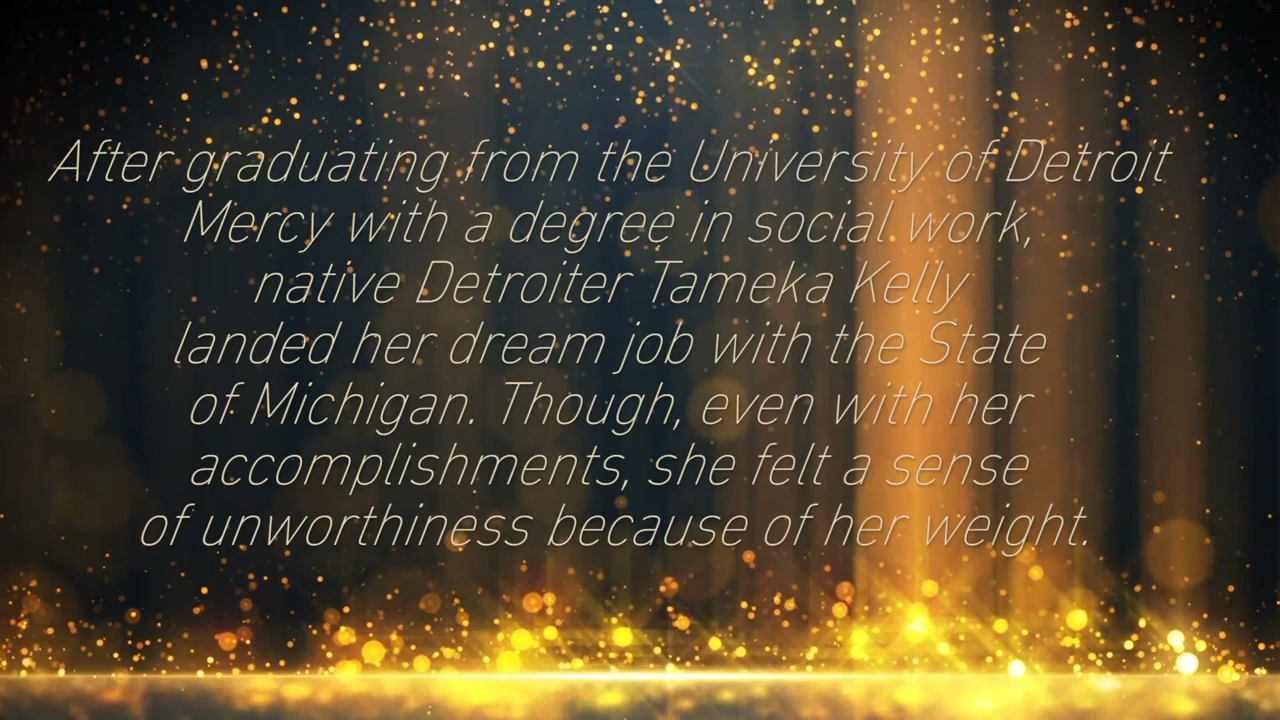 After graduating from the University of Detroit
Mercy with a degree in social work,
native Detroiter Tameka Kelly
landed her dream job with the State
of Michigan. Though, even with her
accomplishments, she felt a sense
of unworthiness because of her weight.